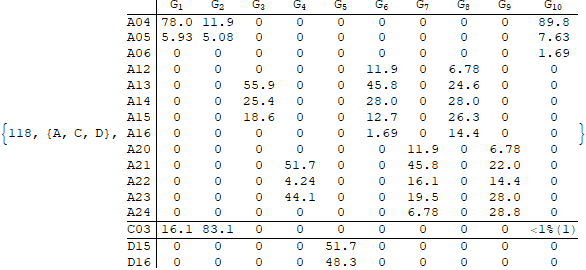 G1 G2 G3 G4 G5 G6 G7 G8 G9 G10
A04 78.0 11.9 0 0 0 0 0 0 0 89.8
A05 5.93 5.08 0 0 0 0 0 0 0 7.63
A06 0 0 0 0 0 0 0 0 0 1.69
A12 0 0 0 0 0 11.9 0 6.78 0 0
A13 0 0 55.9 0 0 45.8 0 24.6 0 0
A14 0 0 25.4 0 0 28.0 0 28.0 0 0
A15 0 0 18.6 0 0 12.7 0 26.3 0 0
{118, {A, C, D}, A16 0 0 0 0 0 1.69 0 14.4 0 0 }
A20 0 0 0 0 0 0 11.9 0 6.78 0
A21 0 0 0 51.7 0 0 45.8 0 22.0 0
A22 0 0 0 4.24 0 0 16.1 0 14.4 0
A23 0 0 0 44.1 0 0 19.5 0 28.0 0
A24 0 0 0 0 0 0 6.78 0 28.8 0
C03 16.1 83.1 0 0 0 0 0 0 0 <1%(1)
D15 0 0 0 0 51.7 0 0 0 0 0
D16 0 0 0 0 48.3 0 0 0 0 0